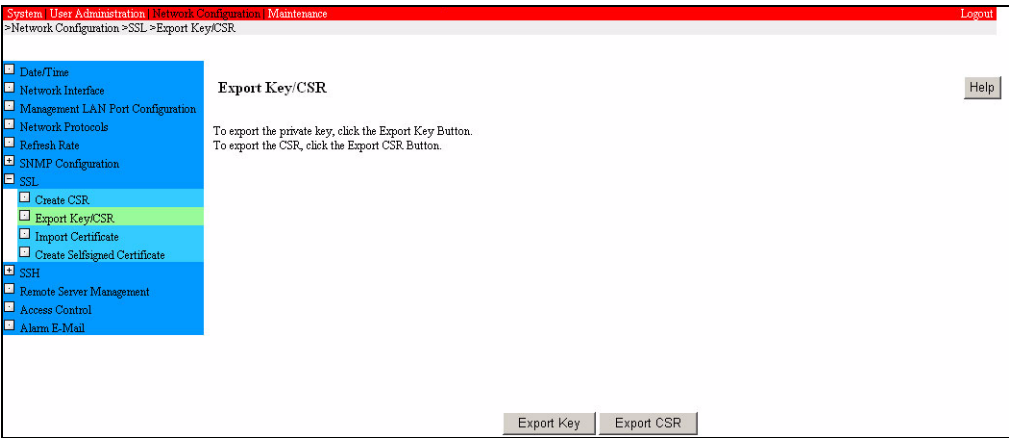 System | User Administration | Network Configuration | Maintenance Logout
>Network Configuration >SSL >Export Key/CSR
Date/Time
Network Interface
Management LAN Port Configuration
Network Protocols
Refresh Rate
SNMP Configuration
SSL
Create CSR
Export Key/CSR
Import Certificate
Create Selfsigned Certificate
SSH
Remote Server Management
Access Control
Alarm E-Mail
Export Key/CSR
Help
To export the private key, click the Export Key Button.
To export the CSR, click the Export CSR Button.
Export Key Export CSR